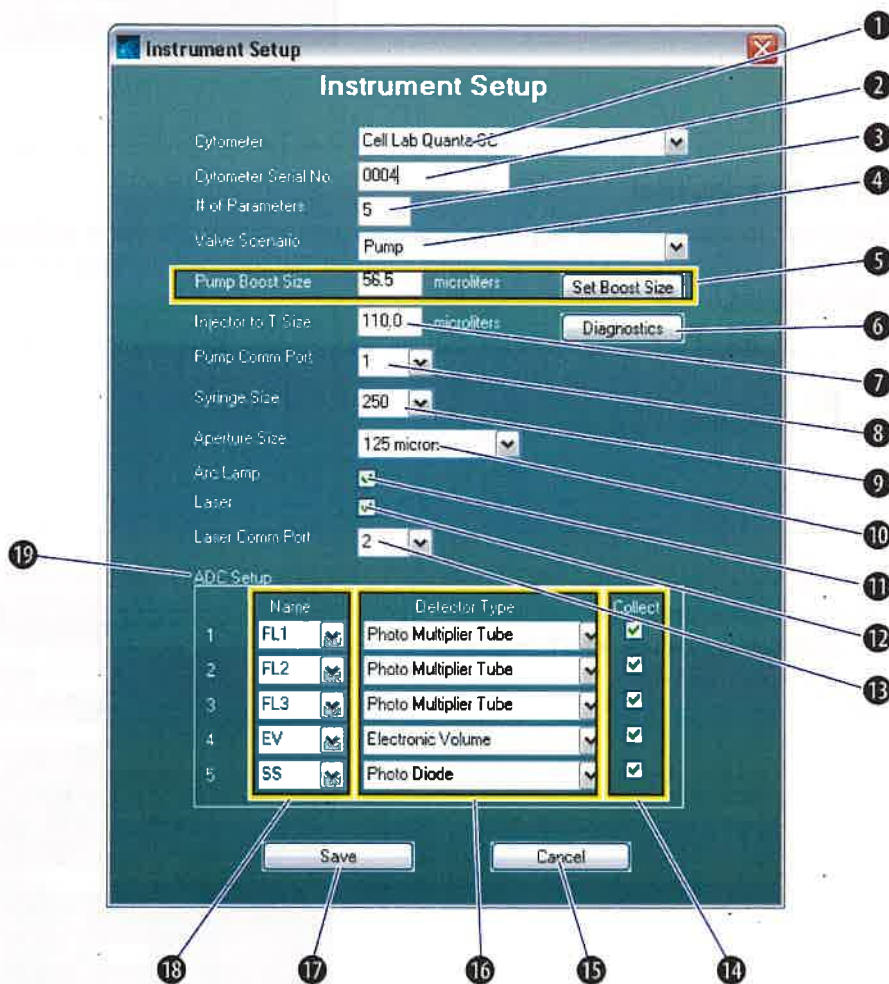 Instrument Setup
Instrument Setup
Cytometer Cell Lab Quanta SC
Cytometer Serial No. 0004
# of Parameters 5
Valve Scenario Pump
Pump Boost Size 56.5 microliters Set Boost Size
Injector to T Size 110.0 microliters Diagnostics
Pump Comm Port 1
Syringe Size 250
Aperture Size 125 micron
Arc Lamp
Laser
Laser Comm Port 2
ADC Setup
Name Detector Type Collect
1 FL1 Photo Multiplier Tube
2 FL2 Photo Multiplier Tube
3 FL3 Photo Multiplier Tube
4 EV Electronic Volume
5 SS Photo Diode
Save Cancel
1
2
3
4
5
6
7
8
9
10
11
12
13
14
15
16
17
18
19